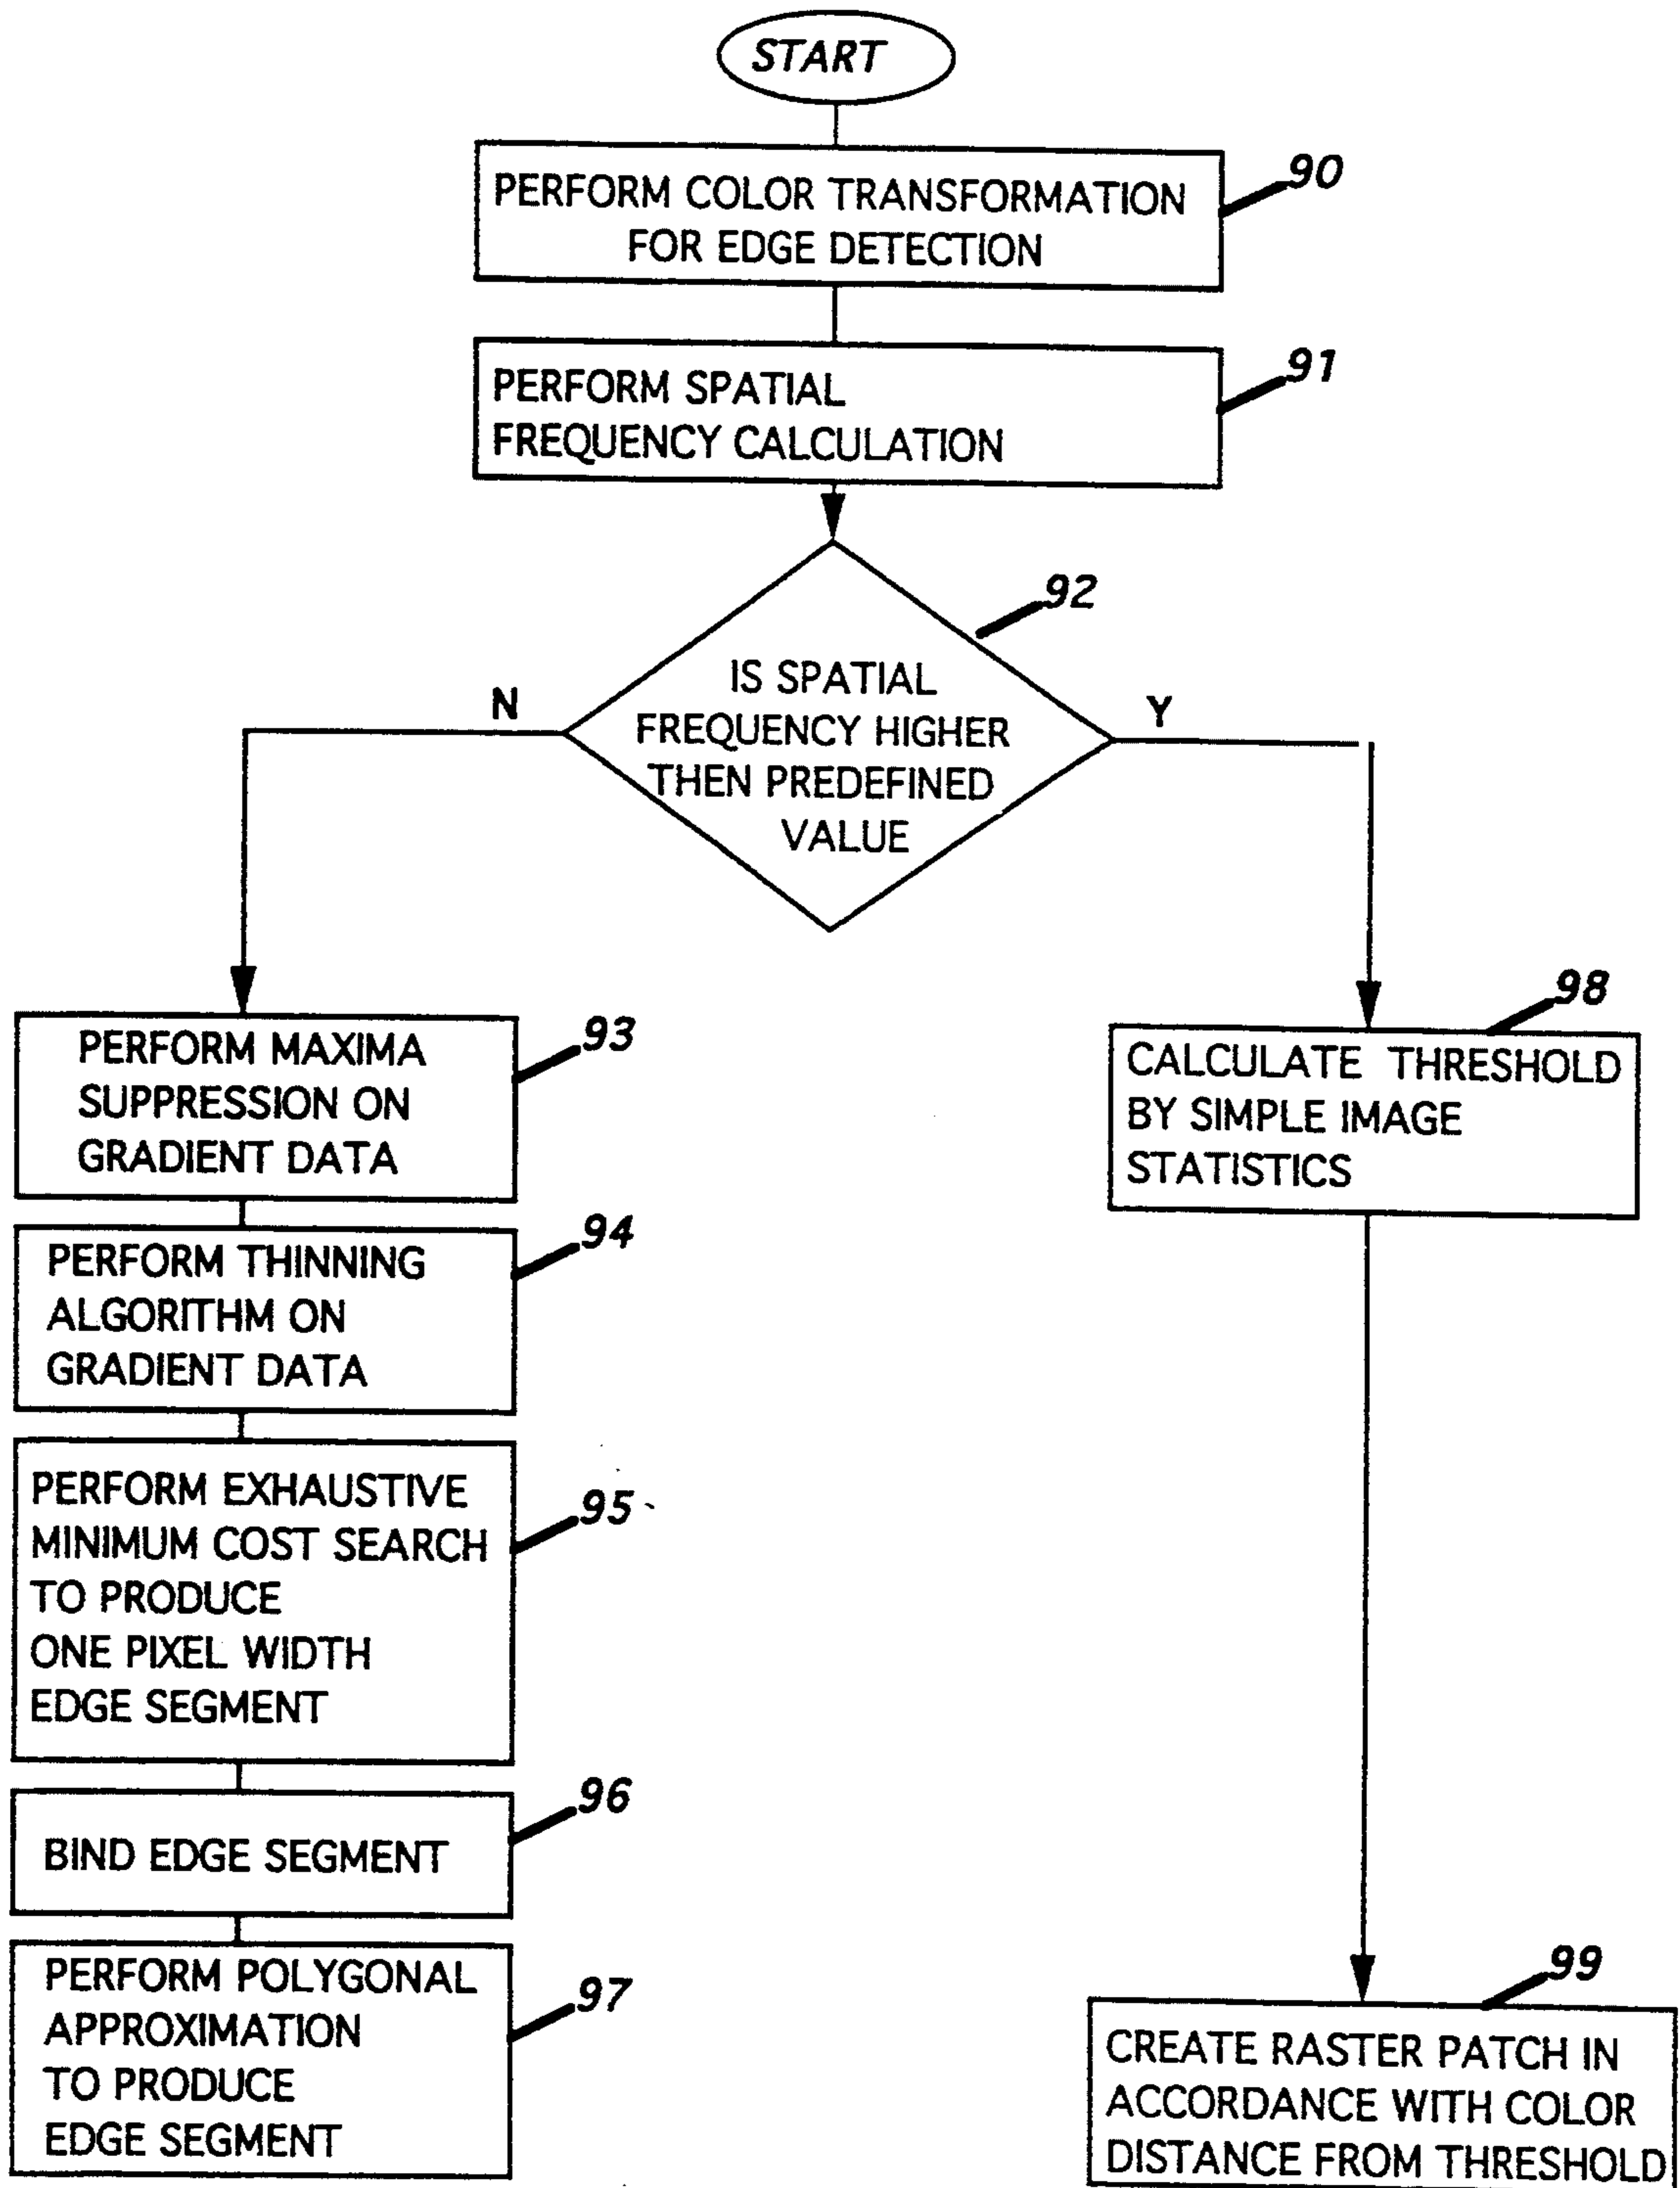 START
PERFORM COLOR TRANSFORMATION
FOR EDGE DETECTION
90
PERFORM SPATIAL
FREQUENCY CALCULATION
91
92
IS SPATIAL
FREQUENCY HIGHER
THEN PREDEFINED
VALUE
N
Y
PERFORM MAXIMA
SUPPRESSION ON
GRADIENT DATA
93
PERFORM THINNING
ALGORITHM ON
GRADIENT DATA
94
PERFORM EXHAUSTIVE
MINIMUM COST SEARCH
TO PRODUCE
ONE PIXEL WIDTH
EDGE SEGMENT
95
BIND EDGE SEGMENT
96
PERFORM POLYGONAL
APPROXIMATION
TO PRODUCE
EDGE SEGMENT
97
98
CALCULATE THRESHOLD
BY SIMPLE IMAGE
STATISTICS
99
CREATE RASTER PATCH IN
ACCORDANCE WITH COLOR
DISTANCE FROM THRESHOLD